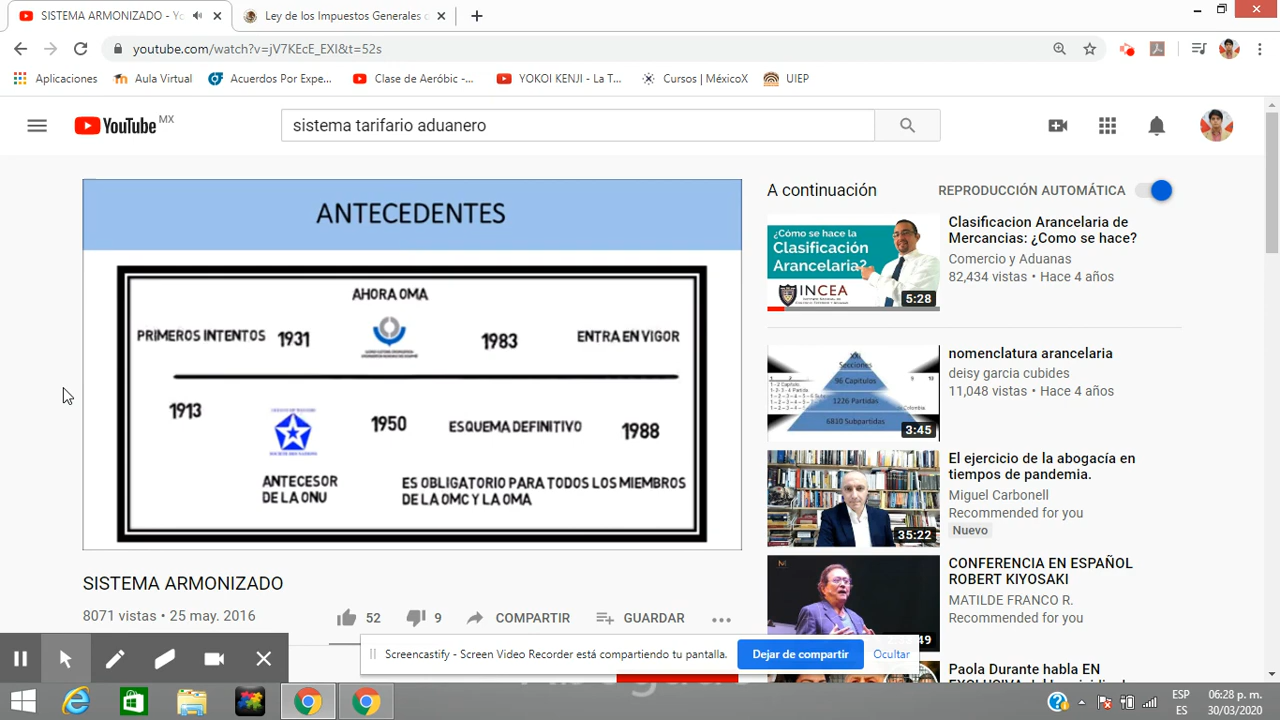 SISTEMA ARMONIZADO - Yo
Ley de los Impuestos Generales d
youtube.com/watch?v=jV7KEcE_EXI&t=52s
Aplicaciones
Aula Virtual
Acuerdos Por Expe...
Clase de Aeróbic...
YOKOI KENJI - La T...
Cursos | MéxicoX
UIEP
YouTube MX
sistema tarifario aduanero
ANTECEDENTES
AHORA OMA
PRIMEROS INTENTOS
1931
1983
ENTRA EN VIGOR
1913
1950
ESQUEMA DEFINITIVO
1988
ANTECESOR
DE LA ONU
ES OBLIGATORIO PARA TODOS LOS MIEMBROS
DE LA OMC Y LA OMA
SISTEMA ARMONIZADO
8071 vistas • 25 may. 2016
52
9
COMPARTIR
GUARDAR
A continuación
REPRODUCCIÓN AUTOMÁTICA
¿Cómo se hace la
Clasificación
Arancelaria?
INCEA
5:28
Clasificacion Arancelaria de
Mercancias: ¿Como se hace?
Comercio y Aduanas
82,434 vistas • Hace 4 años
Secciones
96 Capítulos
1226 Partidas
6830 Subpartidas
3:45
nomenclatura arancelaria
deisy garcia cubides
11,048 vistas • Hace 4 años
35:22
El ejercicio de la abogacía en
tiempos de pandemia.
Miguel Carbonell
Recommended for you
Nuevo
CONFERENCIA EN ESPAÑOL
ROBERT KIYOSAKI
MATILDE FRANCO R.
Recommended for you
Paola Durante habla EN
Screencastify - Screen Video Recorder está compartiendo tu pantalla.
Dejar de compartir
Ocultar
ESP
ES
06:28 p. m.
30/03/2020